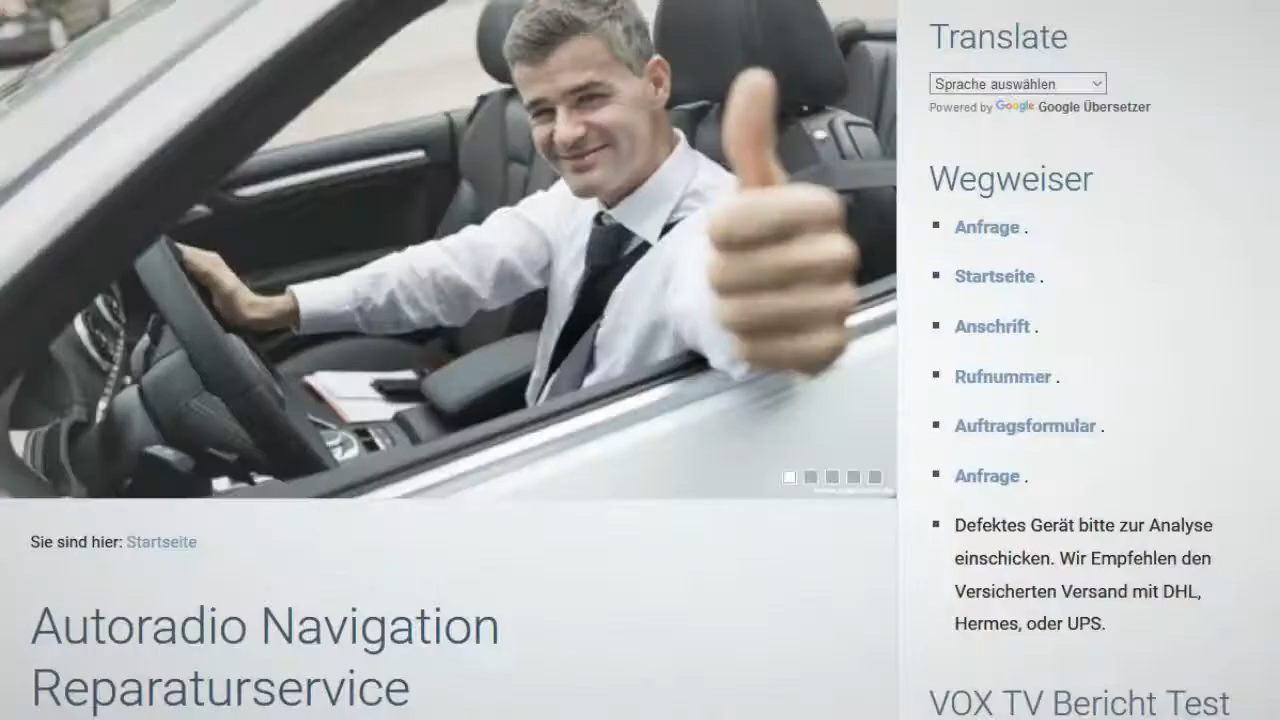 Translate
Sprache auswählen
Powered by Google Google Übersetzer
Wegweiser
Anfrage .
Startseite .
Anschrift .
Rufnummer .
Auftragsformular .
Anfrage .
Defektes Gerät bitte zur Analyse
einschicken. Wir Empfehlen den
Versicherten Versand mit DHL,
Hermes, oder UPS.
VOX TV Bericht Test
Sie sind hier: Startseite
Autoradio Navigation
Reparaturservice